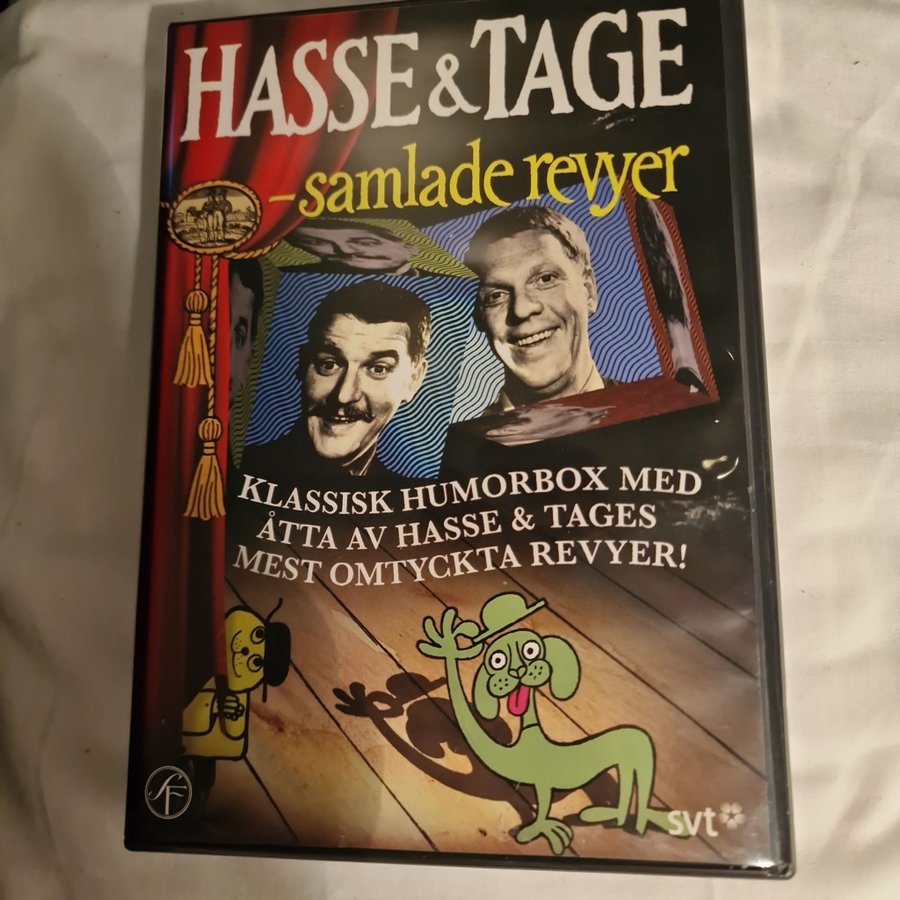 HASSE & TAGE
- samlade revyer
KLASSISK HUMORBOX MED
ÅTTA AV HASSE & TAGES
MEST OMTYCKTA REVYER!
SF
svt